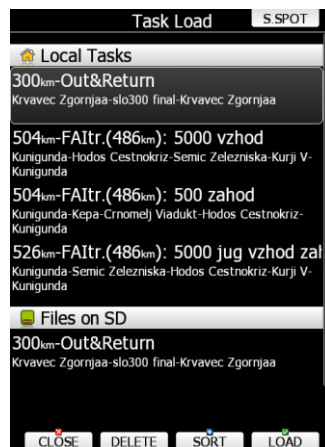 Task Load
S.SPOT
Local Tasks
300km-Out&Return
Krvavec Zgornjaa-slo300 final-Krvavec Zgornjaa
504km-FAItr.(486km): 5000 vzhod
Kunigunda-Hodos Cestnokriz-Semic Zelezniska-Kurji V-
Kunigunda
504km-FAItr.(486km): 500 zahod
Kunigunda-Kepa-Crnomelj Viadukt-Hodos Cestnokriz-
Kunigunda
526km-FAItr.(486km): 5000 jug vzhod zah
Kunigunda-Semic Zelezniska-Hodos Cestnokriz-Kurji V-
Kunigunda
Files on SD
300km-Out&Return
Krvavec Zgornjaa-slo300 final-Krvavec Zgornjaa
CLOSE DELETE SORT LOAD